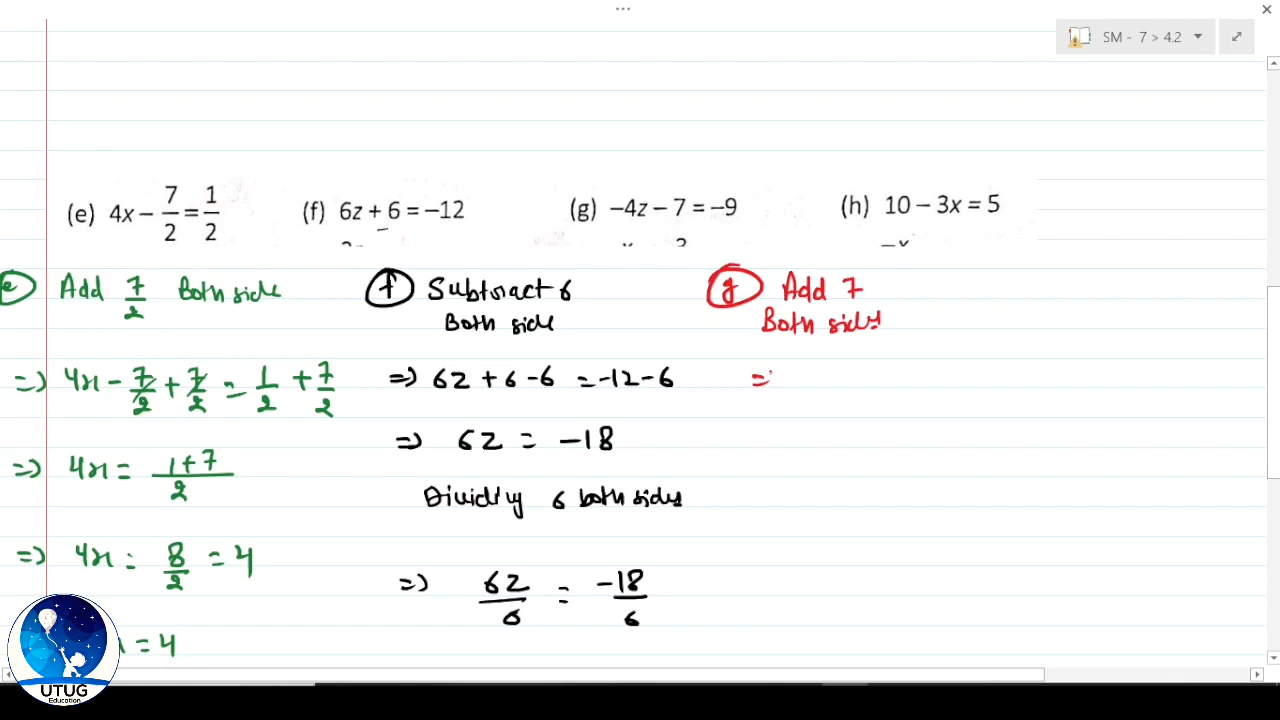 SM - 7 > 4.2
(e) 4x − 7/2 = 1/2 (f) 6z + 6 = −12 (g) −4z − 7 = −9 (h) 10 − 3x = 5
e Add 7/2 Both side
=> 4x - 7/2 + 7/2 = 1/2 + 7/2
=> 4x = 1+7/2
=> 4x = 8/2 = 4
= 4
f Subtract 6
Both side
=> 6z + 6 - 6 = -12 - 6
=> 6z = -18
Dividing 6 both sides
=> 6z/6 = -18/6
g Add 7
Both sides
=>
UTUG
Education